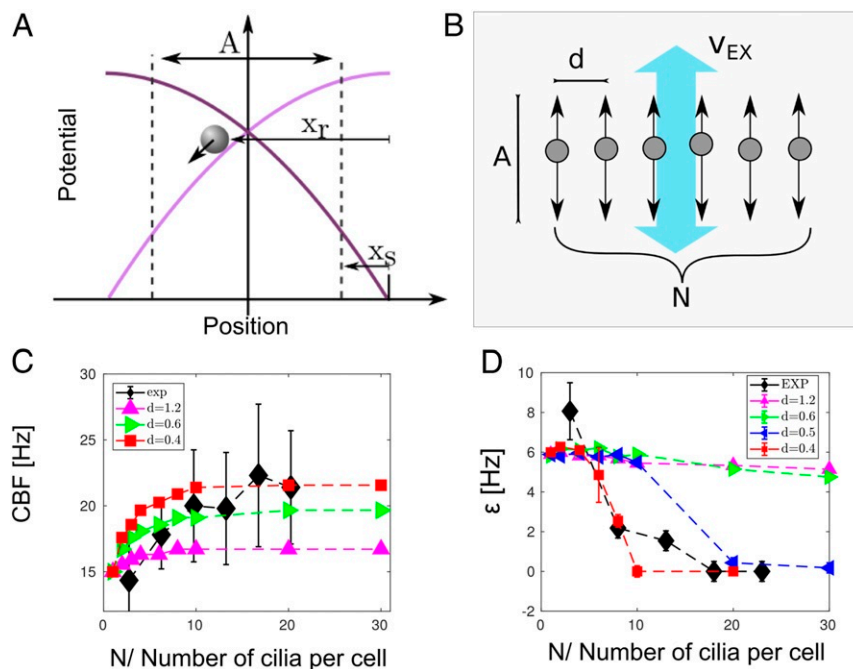 A
A
x_r
x_s
Potential
Position
B
v_EX
d
A
N
C
30
25
20
15
CBF [Hz]
exp
d=1.2
d=0.6
d=0.4
0 10 20 30
N/ Number of cilia per cell
D
10
8
6
4
2
0
-2
ε [Hz]
EXP
d=1.2
d=0.6
d=0.5
d=0.4
0 10 20 30
N/ Number of cilia per cell